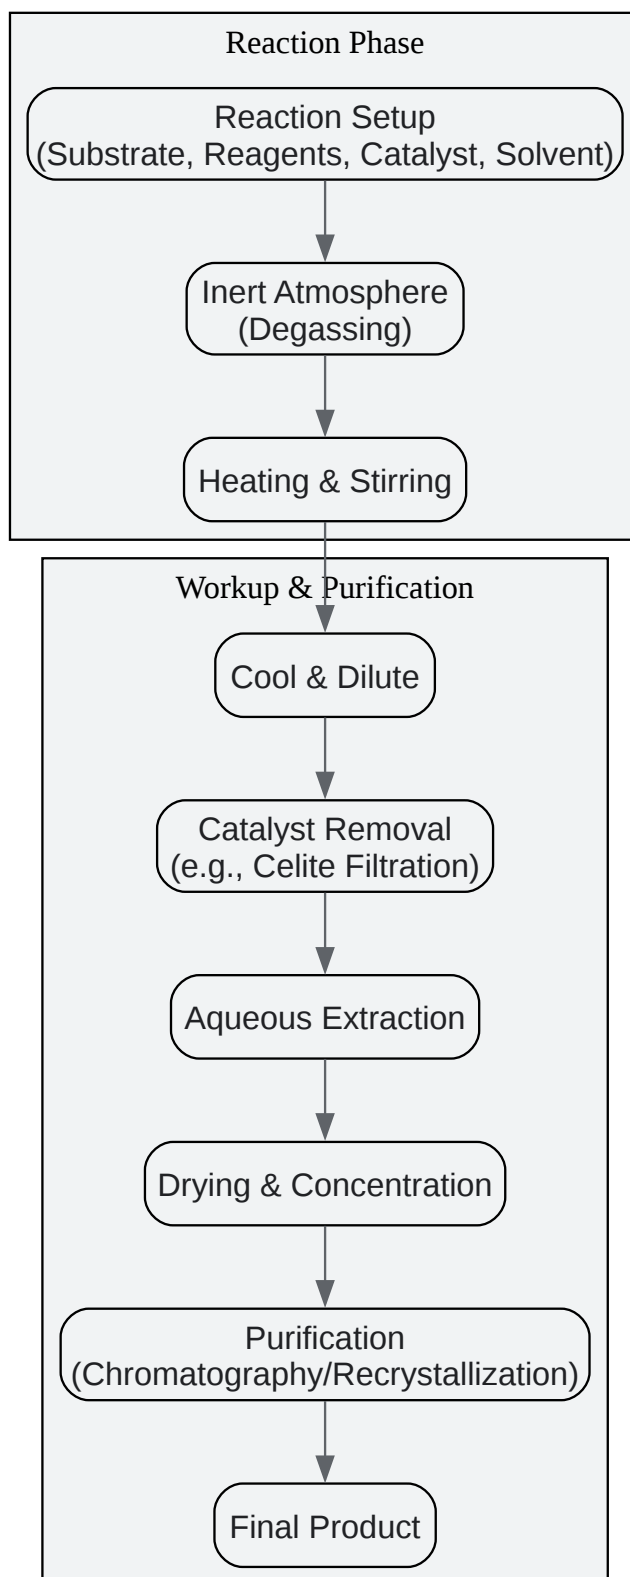 Reaction Phase
Reaction Setup
(Substrate, Reagents, Catalyst, Solvent)
Inert Atmosphere
(Degassing)
Heating & Stirring
Workup & Purification
Cool & Dilute
Catalyst Removal
(e.g., Celite Filtration)
Aqueous Extraction
Drying & Concentration
Purification
(Chromatography/Recrystallization)
Final Product